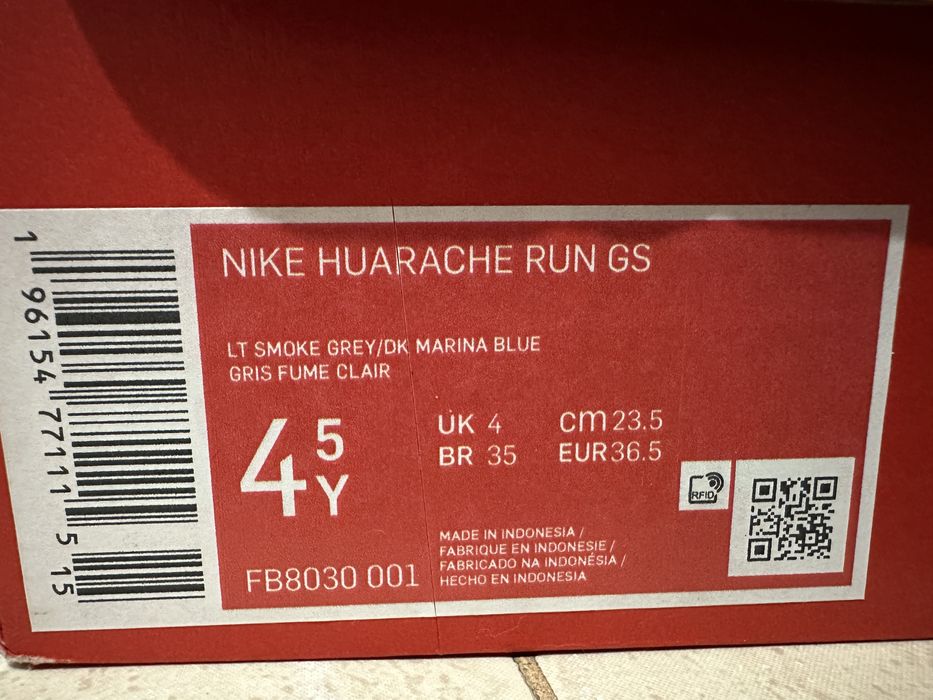 NIKE HUARACHE RUN GS
LT SMOKE GREY/DK MARINA BLUE
GRIS FUME CLAIR
4 5 Y
UK 4 cm 23.5
BR 35 EUR 36.5
RFID
MADE IN INDONESIA /
FABRIQUE EN INDONESIE /
FABRICADO NA INDONÉSIA /
HECHO EN INDONESIA
FB8030 001
1 96154 77111 5 15